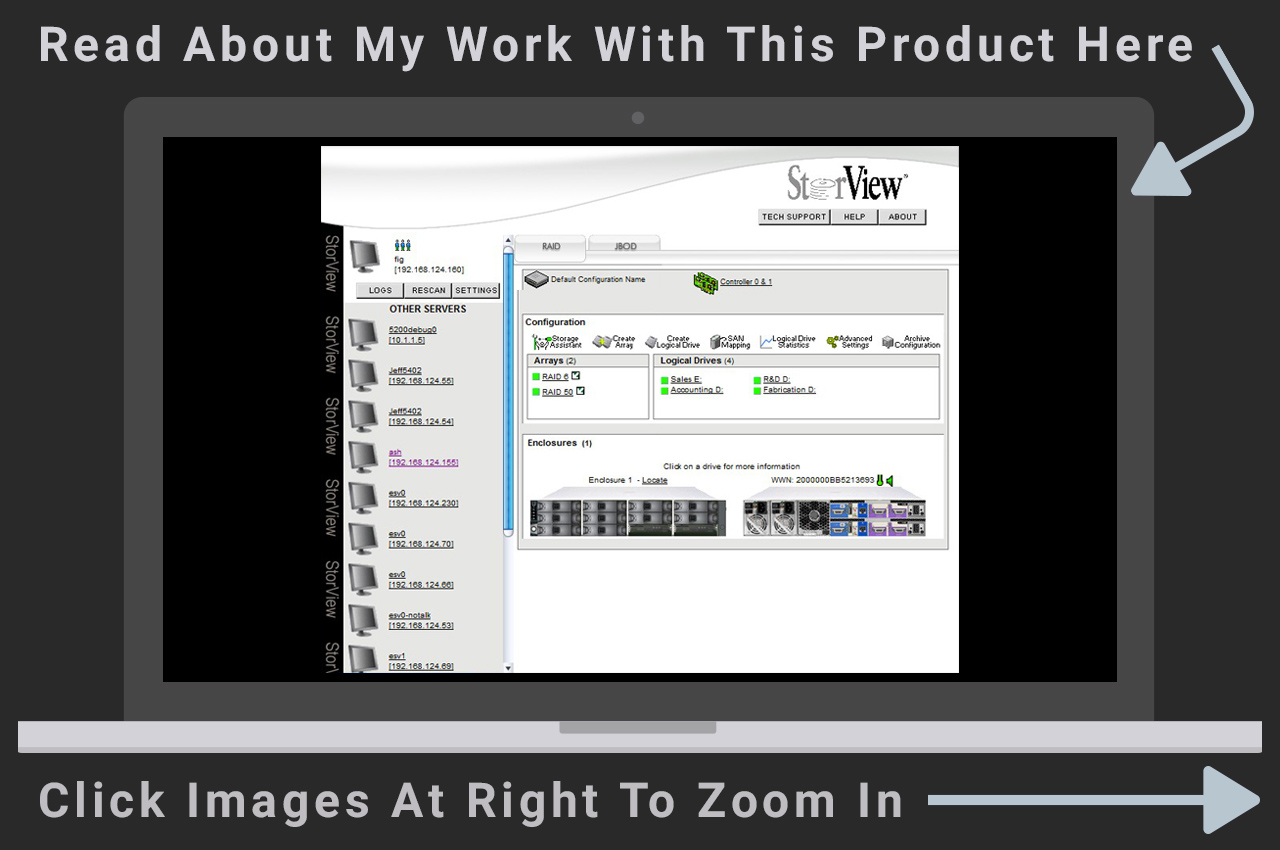 Read About My Work With This Product Here
StorView™
TECH SUPPORT HELP ABOUT
StorView
StorView
StorView
StorView
StorView
Stor\
fig
[192.168.124.160]
LOGS RESCAN SETTINGS
OTHER SERVERS
5200debug0
[10.1.1.5]
Jeff5402
[192.168.124.55]
Jeff5402
[192.168.124.54]
ash
[192.168.124.155]
esv0
[192.168.124.230]
esv0
[192.168.124.70]
esv0
[192.168.124.66]
esv0-notalk
[192.168.124.53]
esv1
[192.168.124.69]
RAID JBOD
Default Configuration Name Controller 0 & 1
Configuration
Storage Assistant
Create Array
Create Logical Drive
SAN Mapping
Logical Drive Statistics
Advanced Settings
Archive Configuration
Arrays (2)
RAID 6
RAID 50
Logical Drives (4)
Sales E: R&D D:
Accounting D: Fabrication D:
Enclosures (1)
Click on a drive for more information
Enclosure 1 - Locate WWN: 2000000BB5213693
Click Images At Right To Zoom In